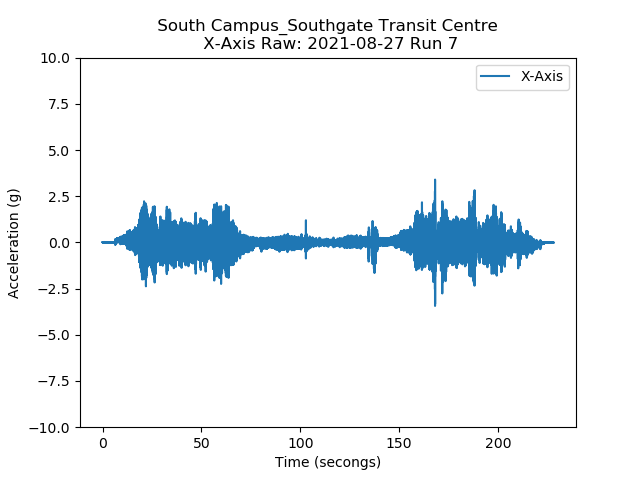 South Campus_Southgate Transit Centre
X-Axis Raw: 2021-08-27 Run 7
X-Axis
10.0
7.5
5.0
2.5
0.0
−2.5
−5.0
−7.5
−10.0
Acceleration (g)
0 50 100 150 200
Time (secongs)